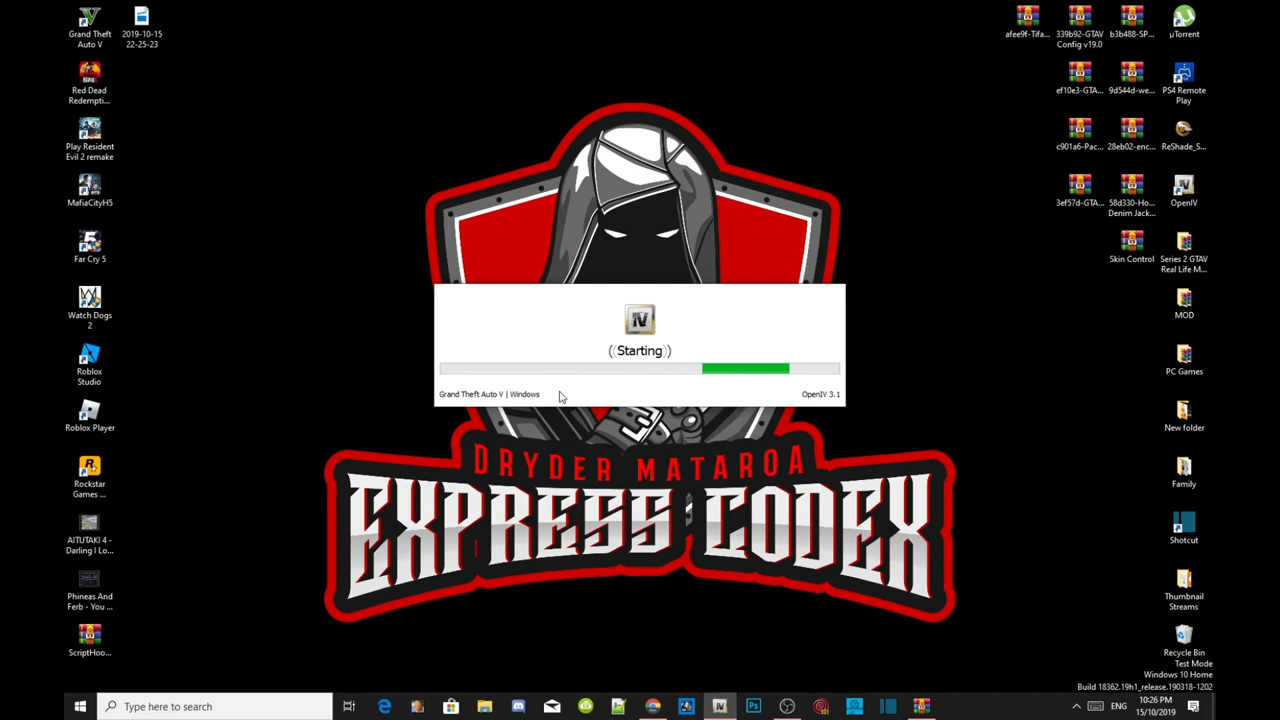 Grand Theft
Auto V
2019-10-15
22-25-23
Red Dead
Redempti...
Play Resident
Evil 2 remake
MafiaCityH5
Far Cry 5
Watch Dogs
2
Roblox
Studio
Roblox Player
Rockstar
Games ...
AITUTAKI 4 -
Darling I Lo...
Phineas And
Ferb - You ...
ScriptHoo...
afee9f-Tifa...
339b92-GTAV
Config v19.0
b3b488-SP...
µTorrent
ef10e3-GTA...
9d544d-we...
PS4 Remote
Play
c901a6-Pac...
28eb02-enc...
ReShade_S...
3ef57d-GTA...
58d330-Ho...
Denim Jack...
OpenIV
Skin Control
Series 2 GTAV
Real Life M...
MOD
PC Games
New folder
Family
Shotcut
Thumbnail
Streams
Recycle Bin
IV
((Starting))
Grand Theft Auto V | Windows
OpenIV 3.1
DRYDER MATAROA
EXPRESS CODEX
Test Mode
Windows 10 Home
Build 18362.19h1_release.190318-1202
Type here to search
ENG
10:26 PM
15/10/2019